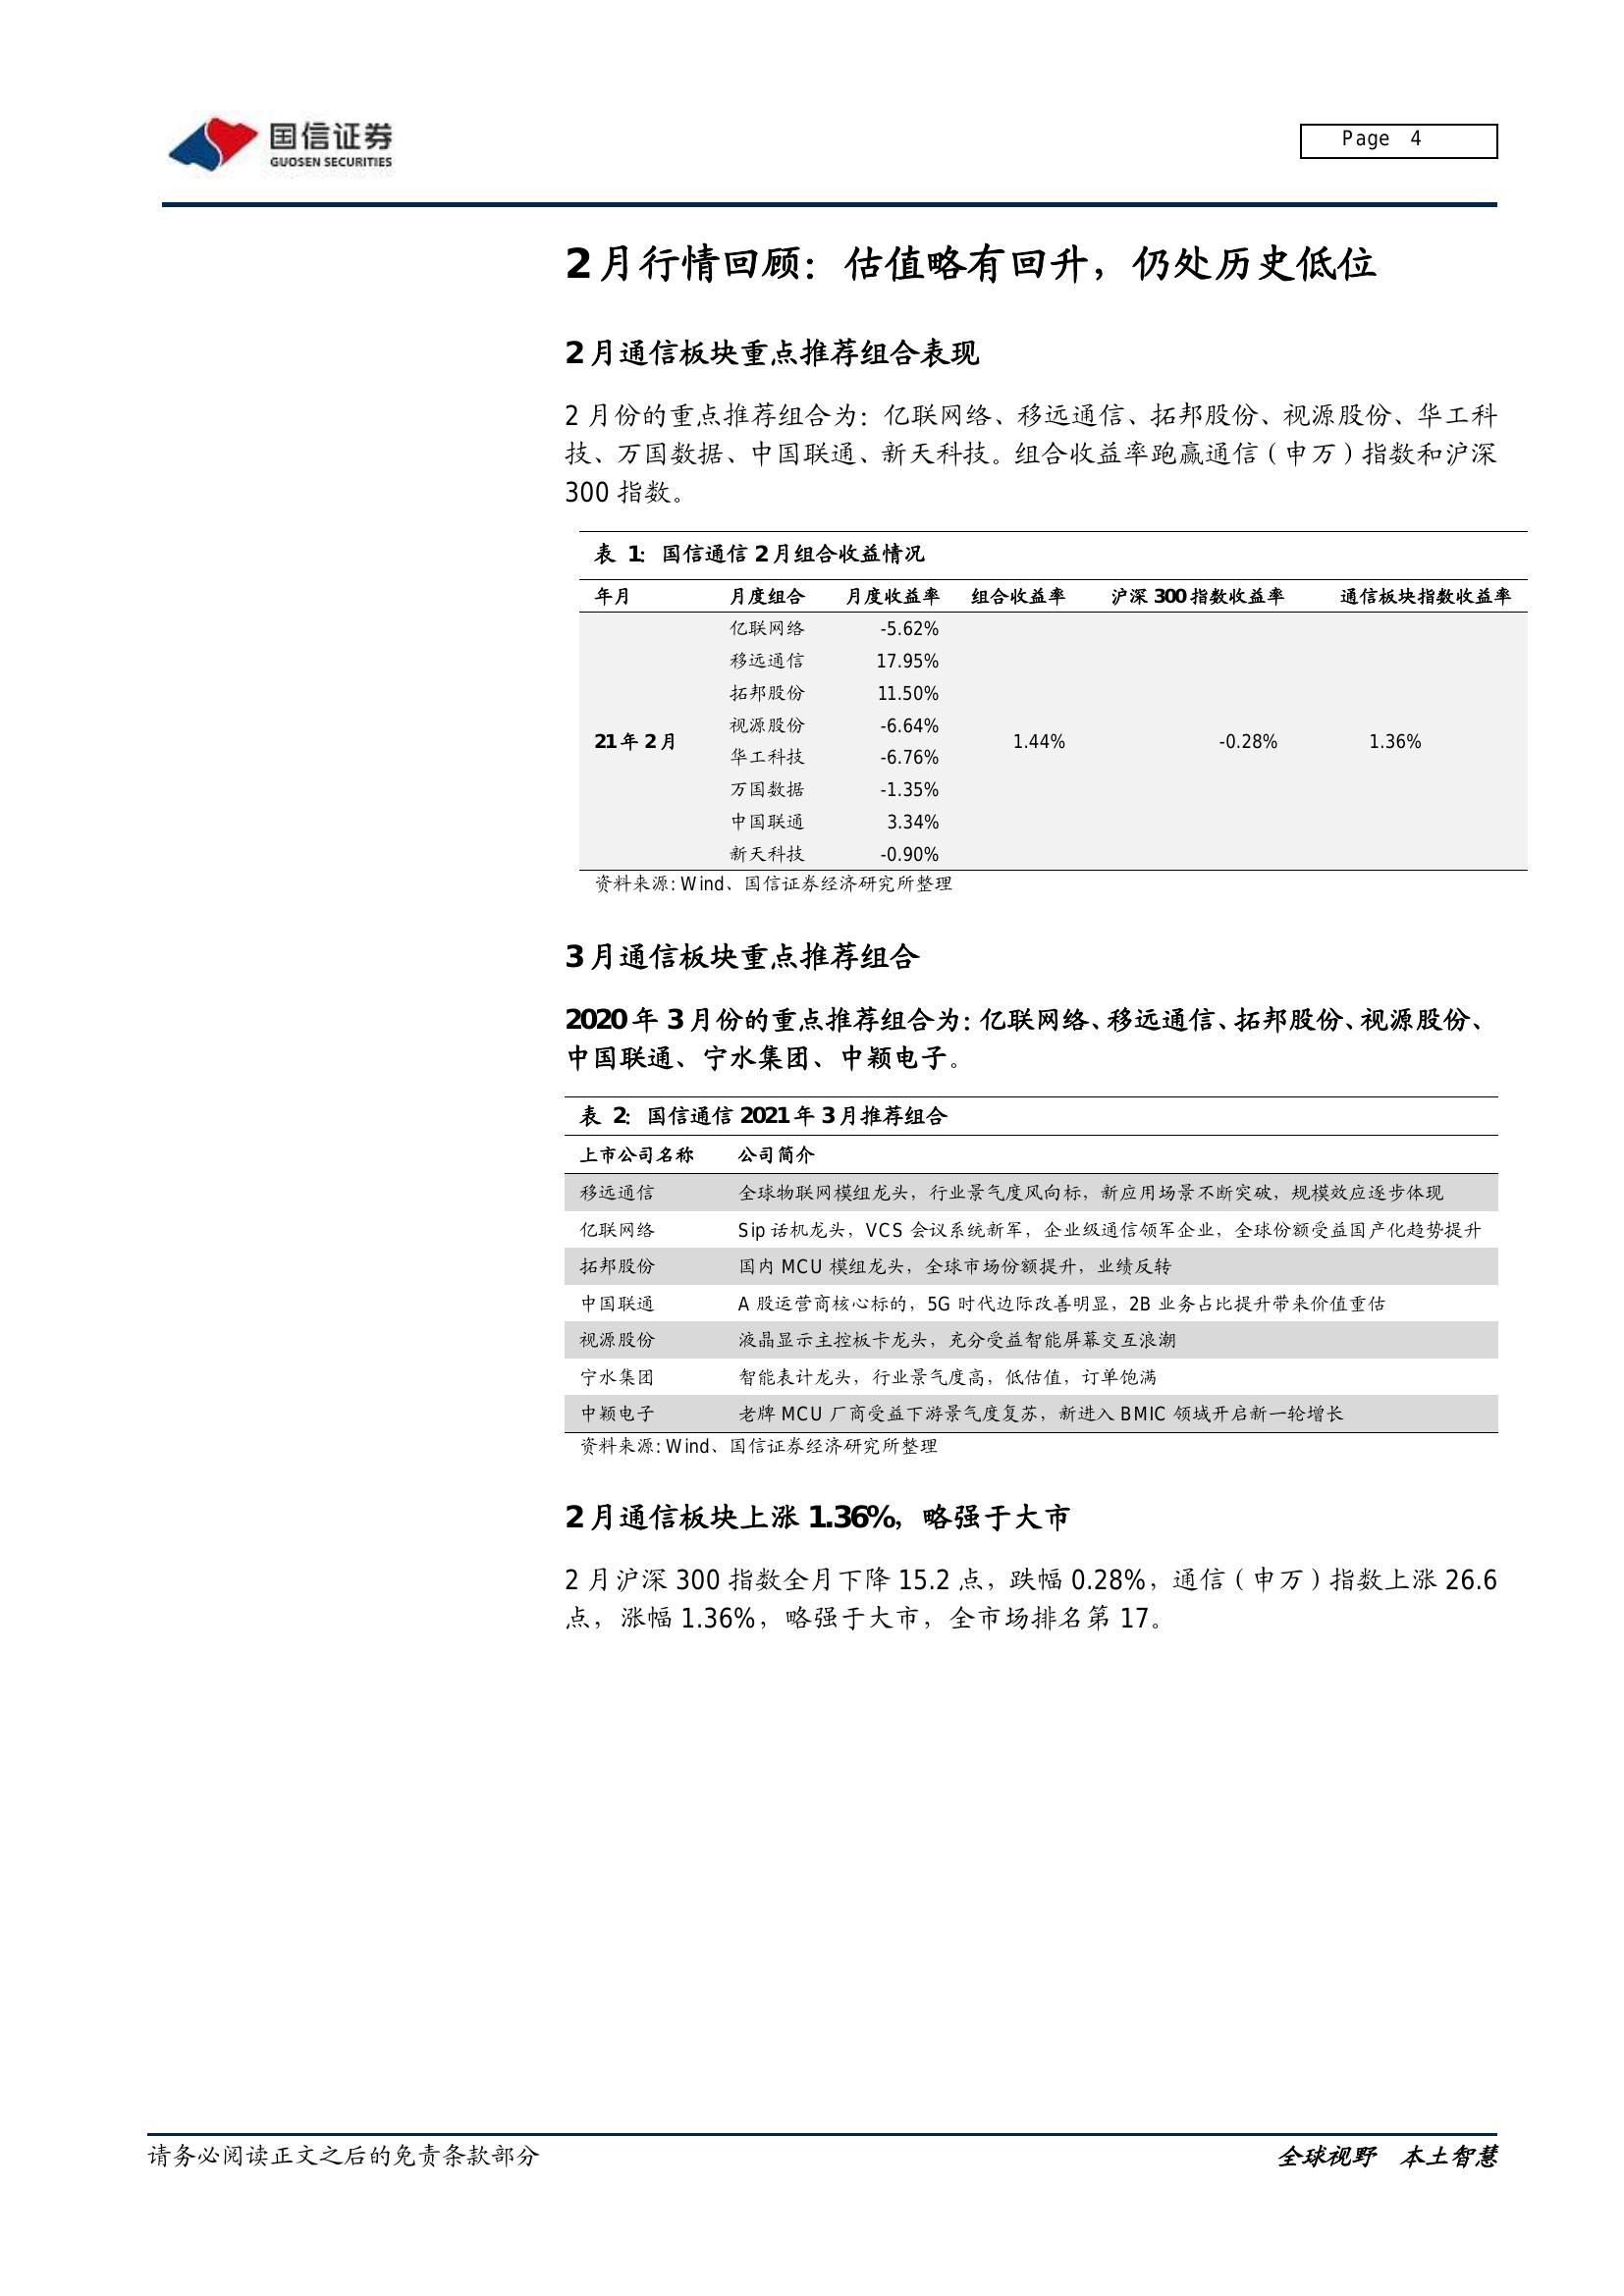 国信证券
GUOSEN SECURITIES
Page 4
2 月行情回顾：估值略有回升，仍处历史低位
2 月通信板块重点推荐组合表现
2 月份的重点推荐组合为：亿联网络、移远通信、拓邦股份、视源股份、华工科
技、万国数据、中国联通、新天科技。组合收益率跑赢通信（申万）指数和沪深
300 指数。
表 1：国信通信 2 月组合收益情况
年月 月度组合 月度收益率 组合收益率 沪深 300 指数收益率 通信板块指数收益率
亿联网络 -5.62%
移远通信 17.95%
拓邦股份 11.50%
视源股份 -6.64%
21 年 2 月 1.44% -0.28% 1.36%
华工科技 -6.76%
万国数据 -1.35%
中国联通 3.34%
新天科技 -0.90%
资料来源: Wind、国信证券经济研究所整理
3 月通信板块重点推荐组合
2020 年 3 月份的重点推荐组合为：亿联网络、移远通信、拓邦股份、视源股份、
中国联通、宁水集团、中颖电子。
表 2：国信通信 2021 年 3 月推荐组合
上市公司名称 公司简介
移远通信 全球物联网模组龙头，行业景气度风向标，新应用场景不断突破，规模效应逐步体现
亿联网络 Sip 话机龙头，VCS 会议系统新军，企业级通信领军企业，全球份额受益国产化趋势提升
拓邦股份 国内 MCU 模组龙头，全球市场份额提升，业绩反转
中国联通 A 股运营商核心标的，5G 时代边际改善明显，2B 业务占比提升带来价值重估
视源股份 液晶显示主控板卡龙头，充分受益智能屏幕交互浪潮
宁水集团 智能表计龙头，行业景气度高，低估值，订单饱满
中颖电子 老牌 MCU 厂商受益下游景气度复苏，新进入 BMIC 领域开启新一轮增长
资料来源: Wind、国信证券经济研究所整理
2 月通信板块上涨 1.36%，略强于大市
2 月沪深 300 指数全月下降 15.2 点，跌幅 0.28%，通信（申万）指数上涨 26.6
点，涨幅 1.36%，略强于大市，全市场排名第 17。
请务必阅读正文之后的免责条款部分 全球视野 本土智慧